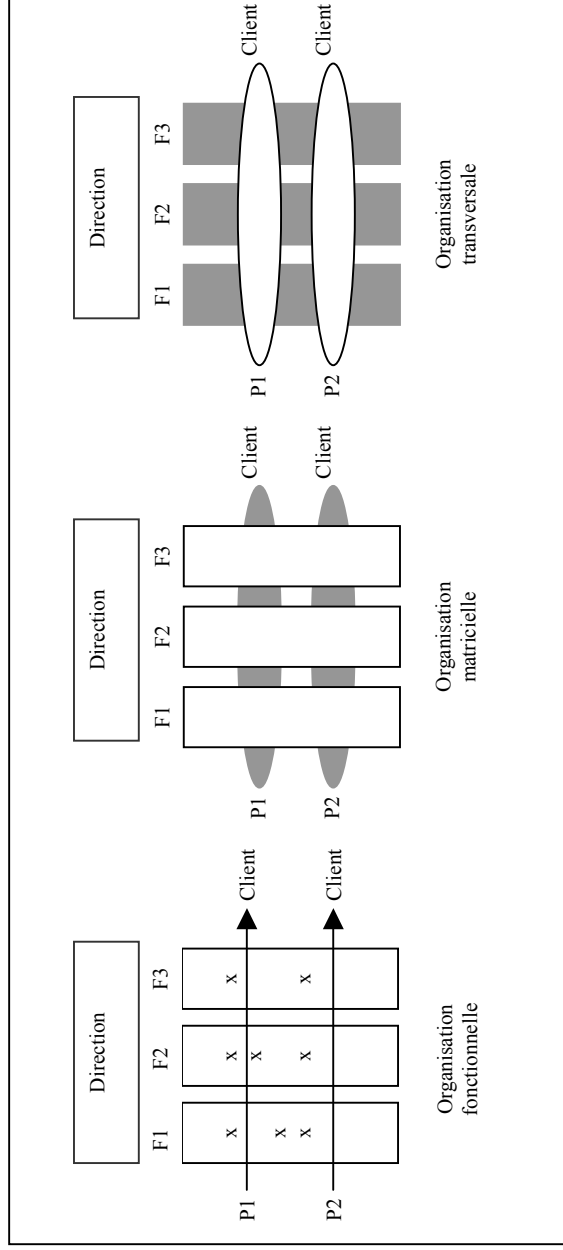 Direction
F1 F2 F3
x x x
P1 Client
x
x
x x x
P2 Client
Organisation
fonctionnelle
Direction
F1 F2 F3
P1 Client
P2 Client
Organisation
matricielle
Direction
F1 F2 F3
P1 Client
P2 Client
Organisation
transversale